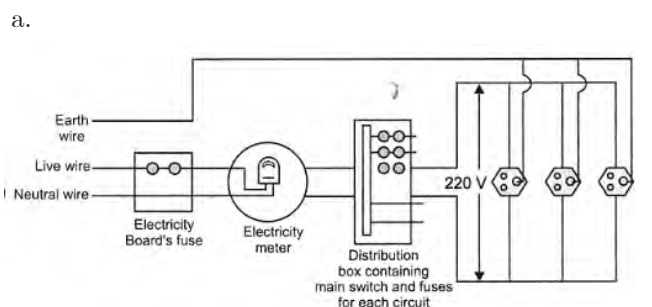 a.
Earth
wire
Live wire
Neutral wire
Electricity
Board's fuse
Electricity
meter
Distribution
box containing
main switch and fuses
for each circuit
220 V